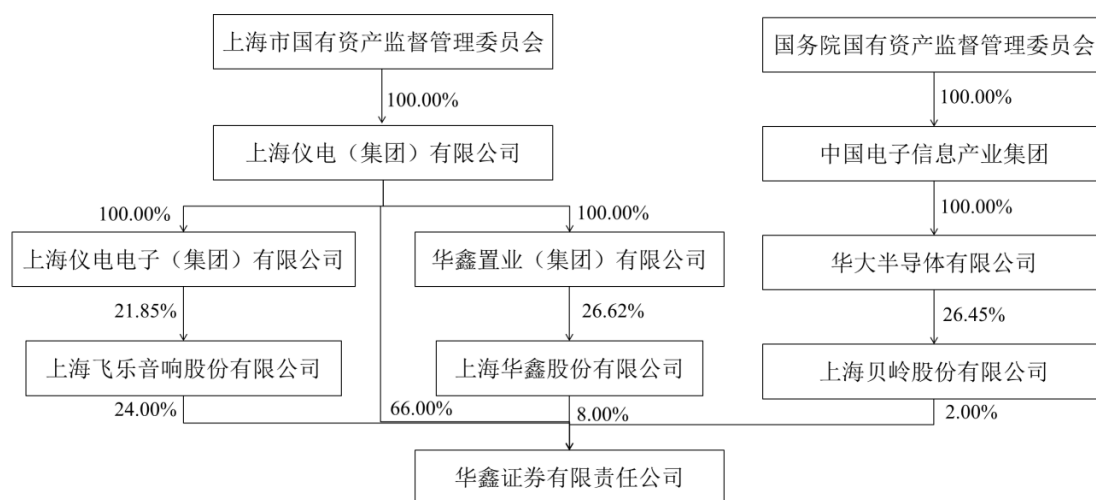 上海市国有资产监督管理委员会
国务院国有资产监督管理委员会
100.00%
100.00%
上海仪电（集团）有限公司
中国电子信息产业集团
100.00%
100.00%
100.00%
上海仪电电子（集团）有限公司
华鑫置业（集团）有限公司
华大半导体有限公司
21.85%
26.62%
26.45%
上海飞乐音响股份有限公司
上海华鑫股份有限公司
上海贝岭股份有限公司
24.00%
66.00%
8.00%
2.00%
华鑫证券有限责任公司